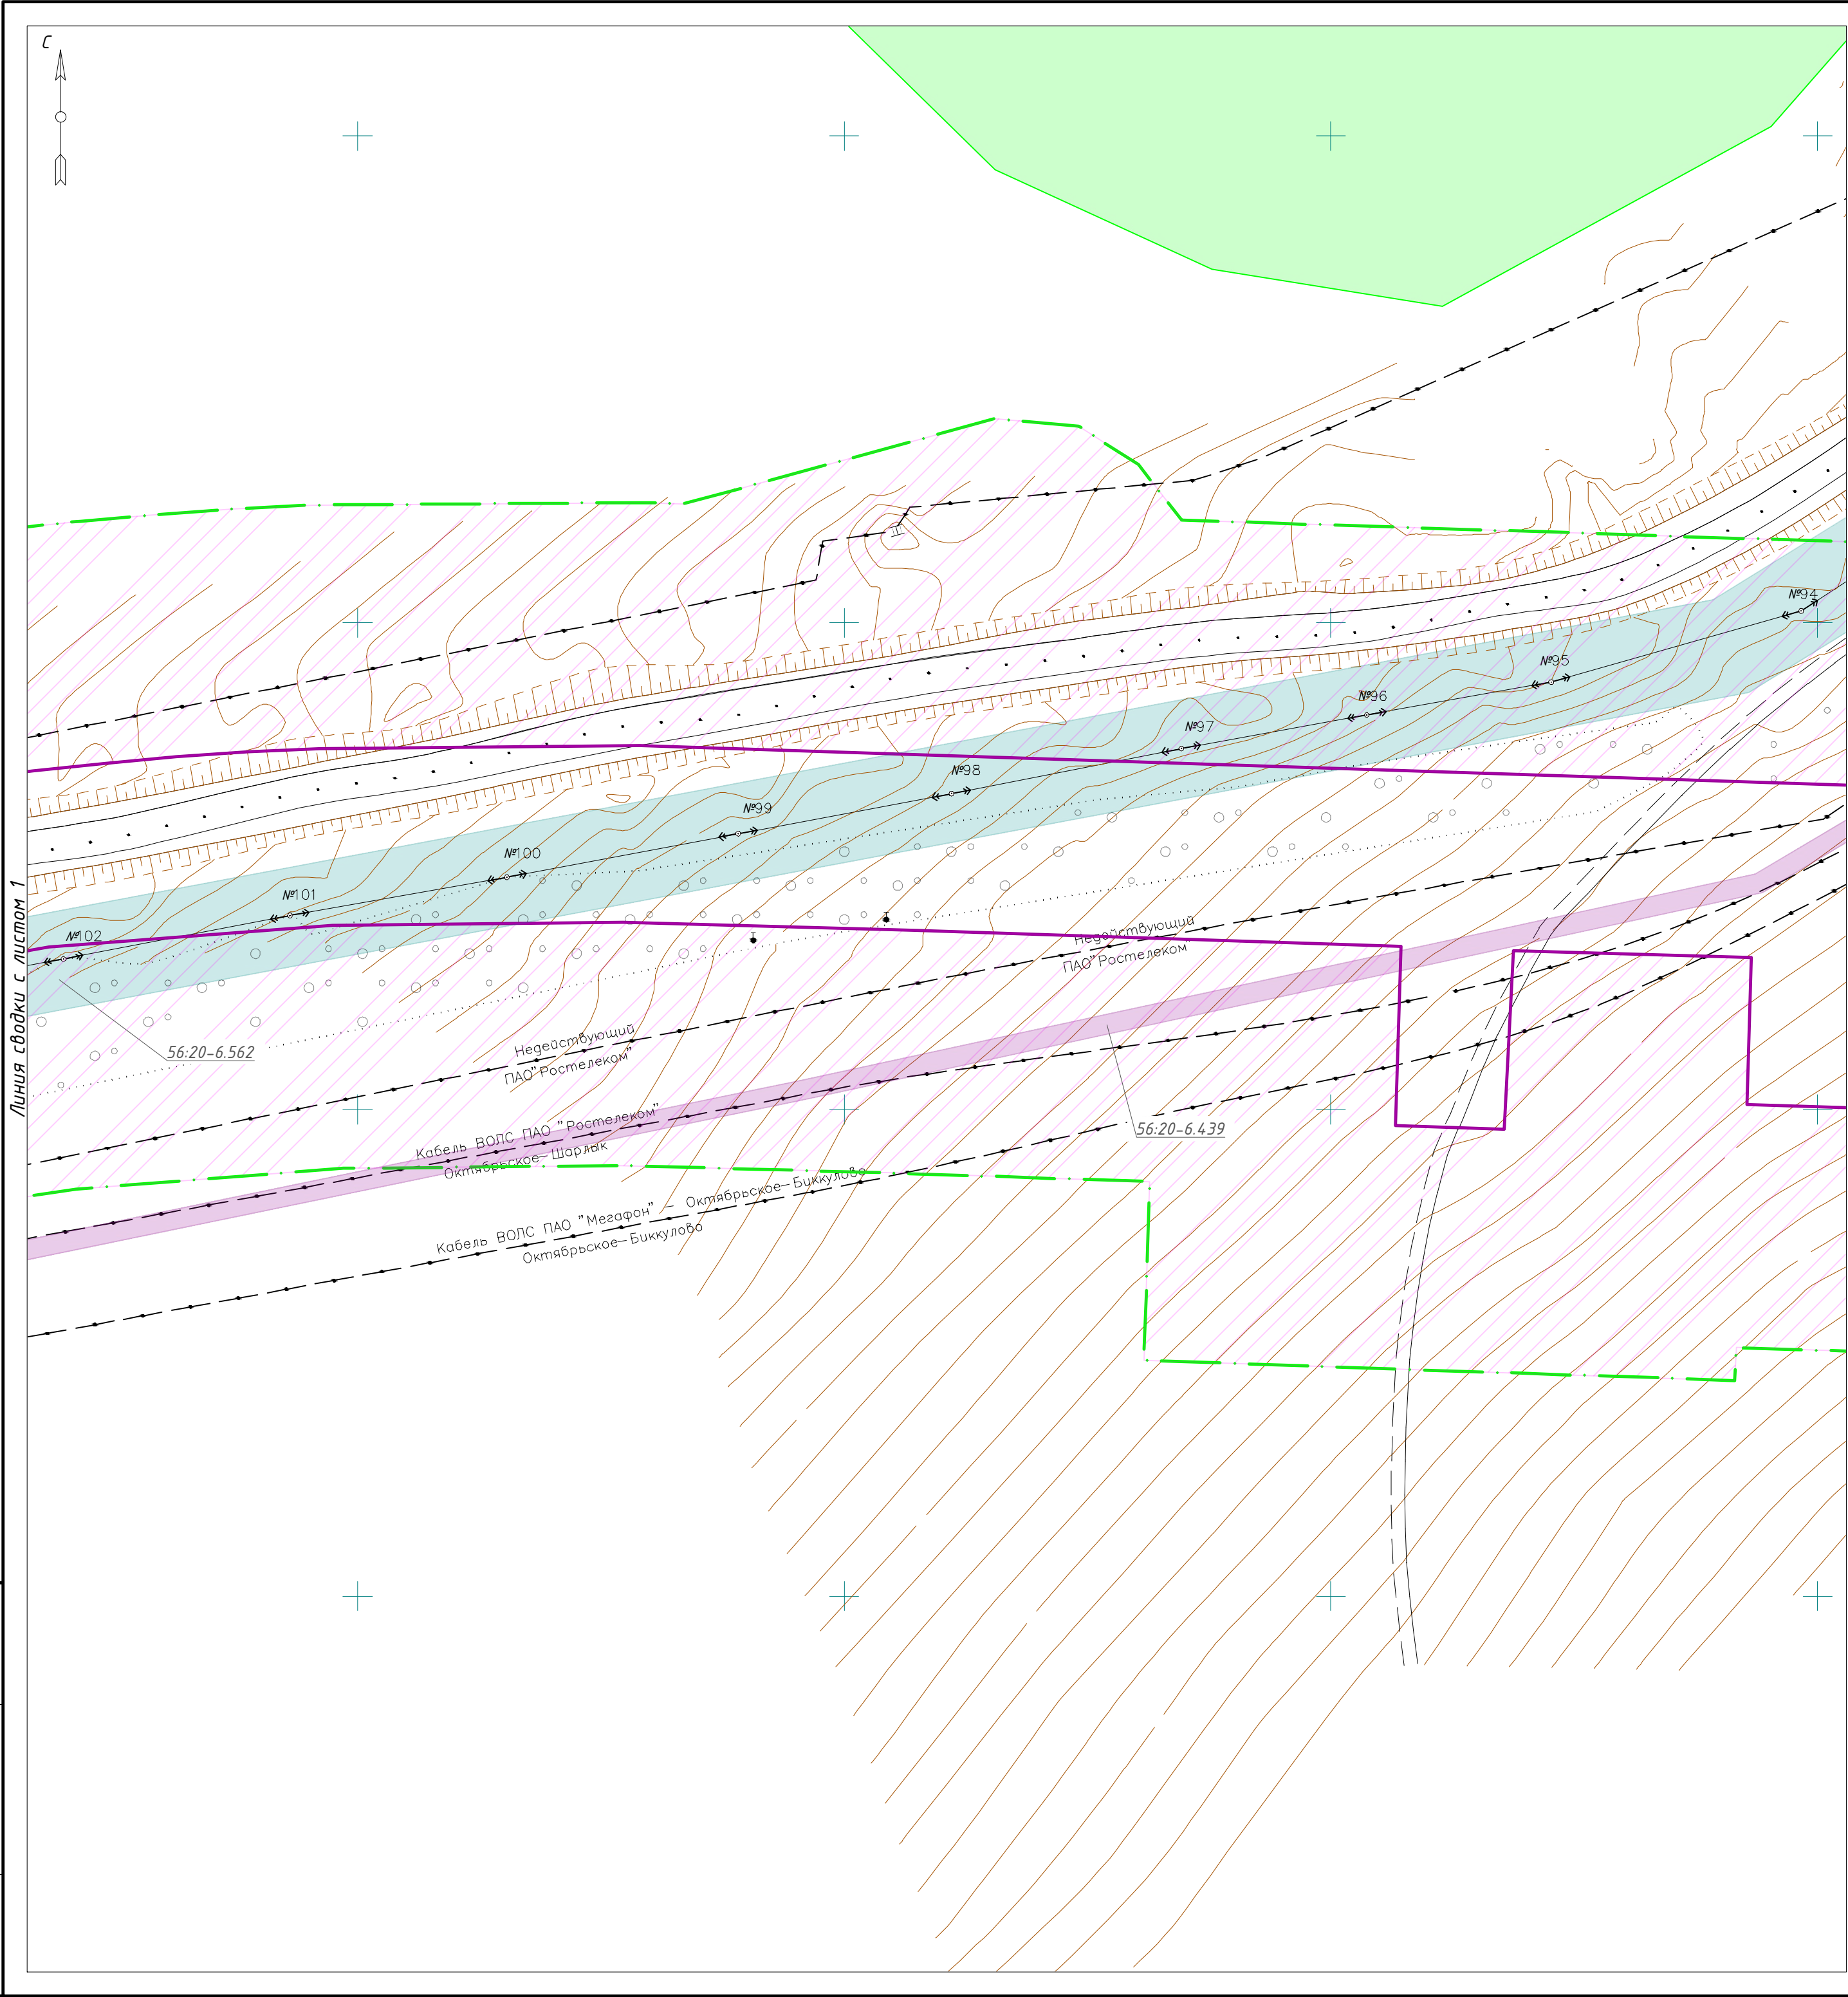 С
№94
№95
№96
№97
№98
№99
№100
№101
№102
Линия сводки с листом 1
56:20-6.562
Недействующий
ПАО"Ростелеком
Недействующий
ПАО"Ростелеком"
Кабель ВОЛС ПАО "Ростелеком"
Октябрьское-Шарлык
56:20-6.439
Кабель ВОЛС ПАО "Мегафон" - Октябрьское-Биккулово
Октябрьское-Биккулово